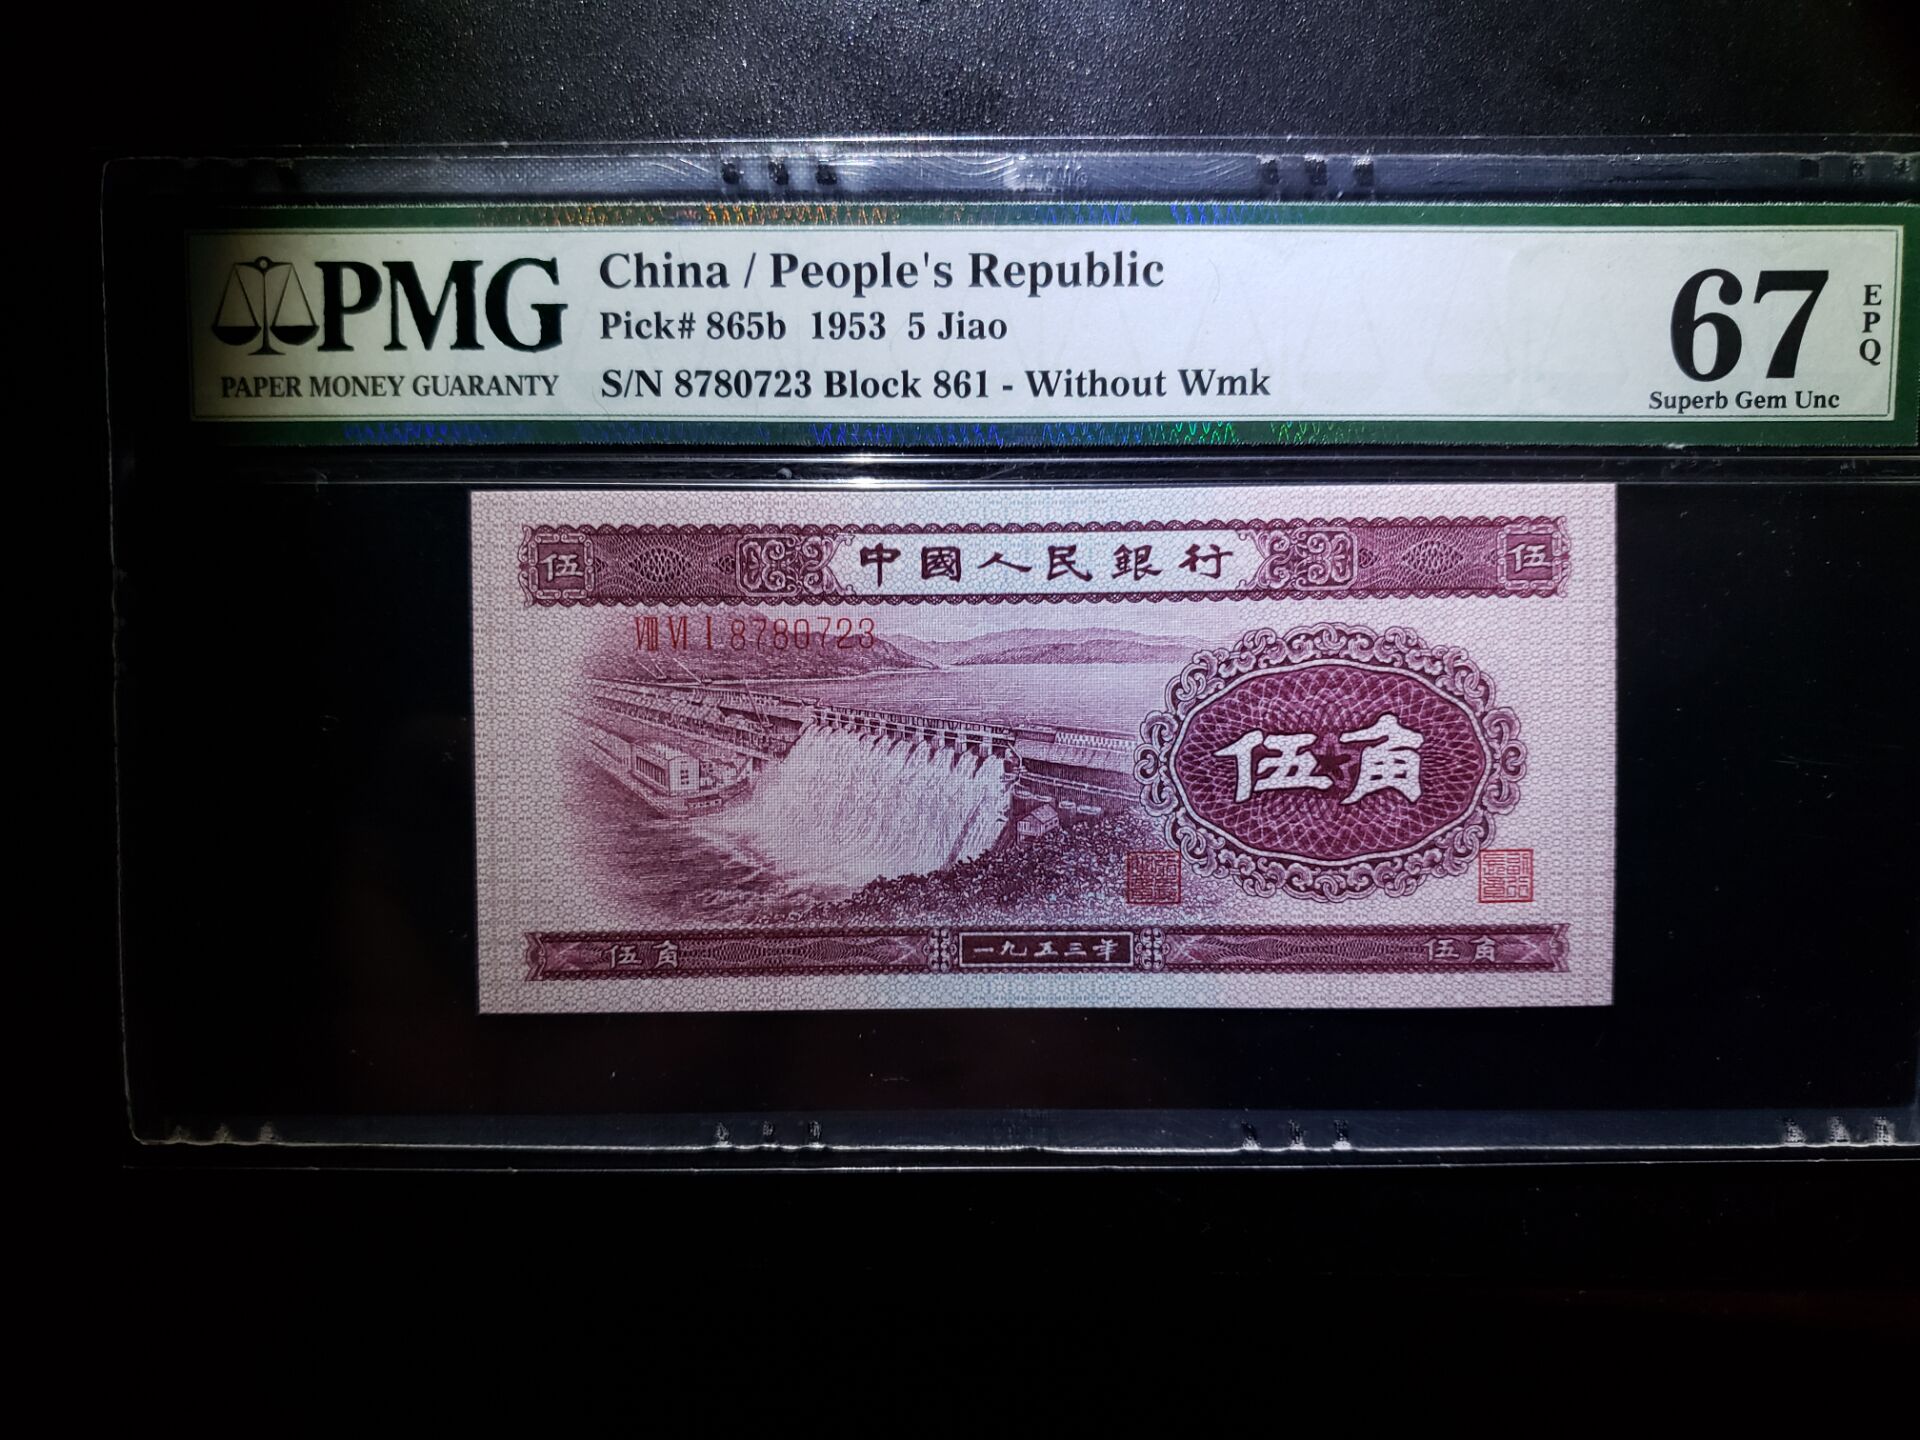 PMG
PAPER MONEY GUARANTY
China / People's Republic
Pick# 865b 1953 5 Jiao
S/N 8780723 Block 861 - Without Wmk
67
EPQ
Superb Gem Unc
伍 中國人民銀行 伍
VIII VI I 8780723
伍角
伍角 一九五三年 伍角